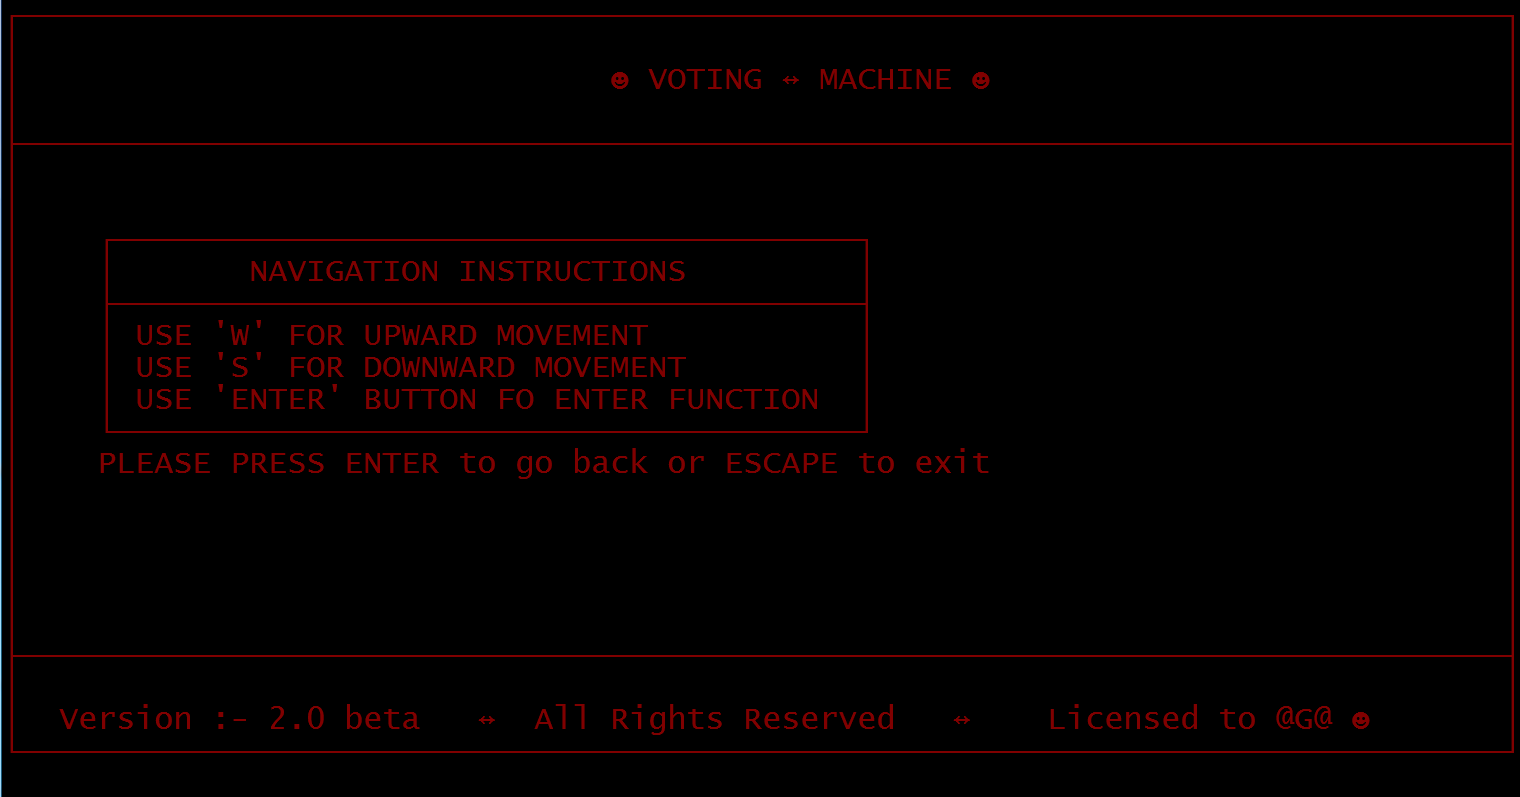 ☻ VOTING ↔ MACHINE ☻
NAVIGATION INSTRUCTIONS
USE 'W' FOR UPWARD MOVEMENT
USE 'S' FOR DOWNWARD MOVEMENT
USE 'ENTER' BUTTON FO ENTER FUNCTION
PLEASE PRESS ENTER to go back or ESCAPE to exit
Version :- 2.0 beta ↔ All Rights Reserved ↔ Licensed to @G@ ☻